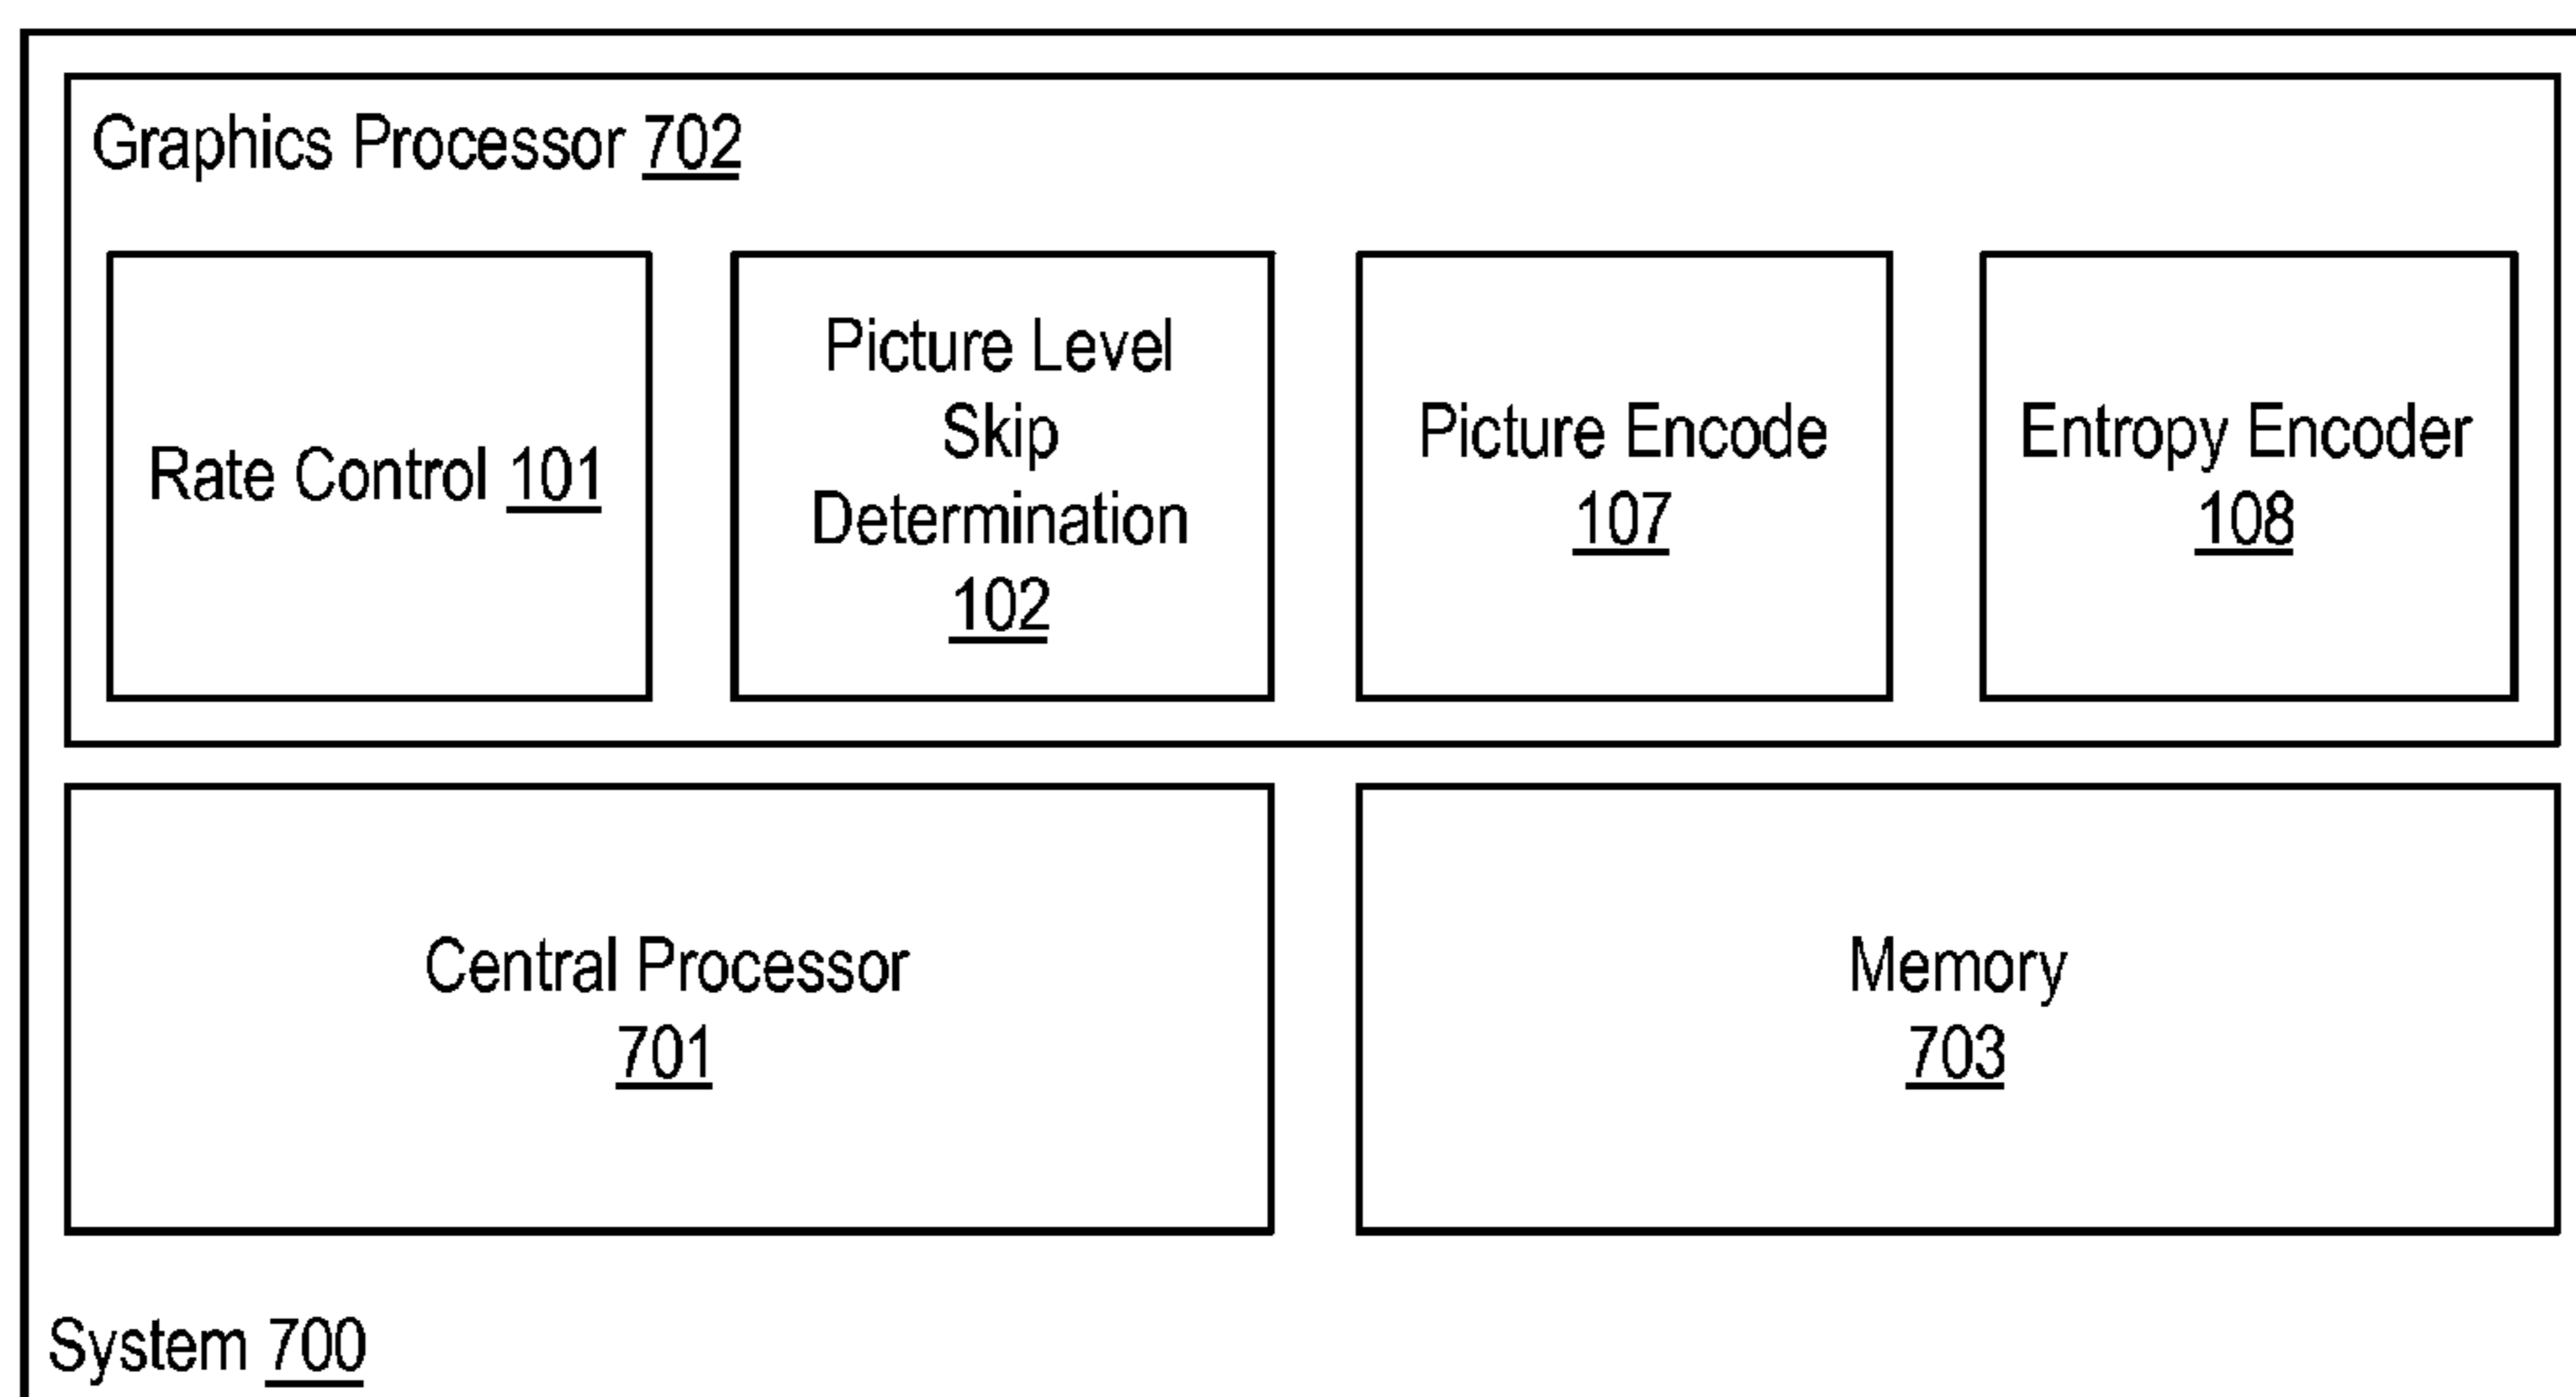 Graphics Processor 702
Rate Control 101
Picture Level
Skip
Determination
102
Picture Encode
107
Entropy Encoder
108
Central Processor
701
Memory
703
System 700